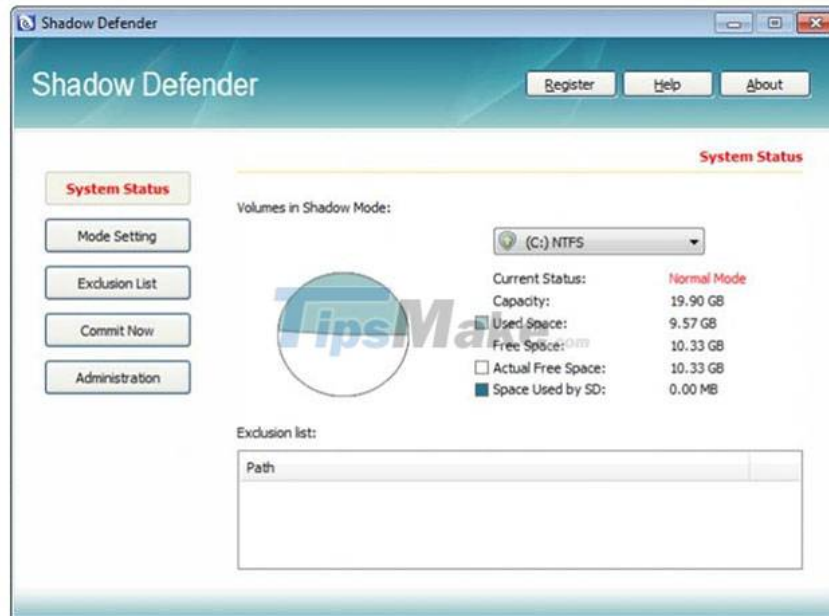 Shadow Defender
Shadow Defender
Register Help About
System Status
System Status
Mode Setting
Exclusion List
Commit Now
Administration
Volumes in Shadow Mode:
(C:) NTFS
Current Status: Normal Mode
Capacity: 19.90 GB
Used Space: 9.57 GB
Free Space: 10.33 GB
Actual Free Space: 10.33 GB
Space Used by SD: 0.00 MB
TipsMake.com
Exclusion list:
Path